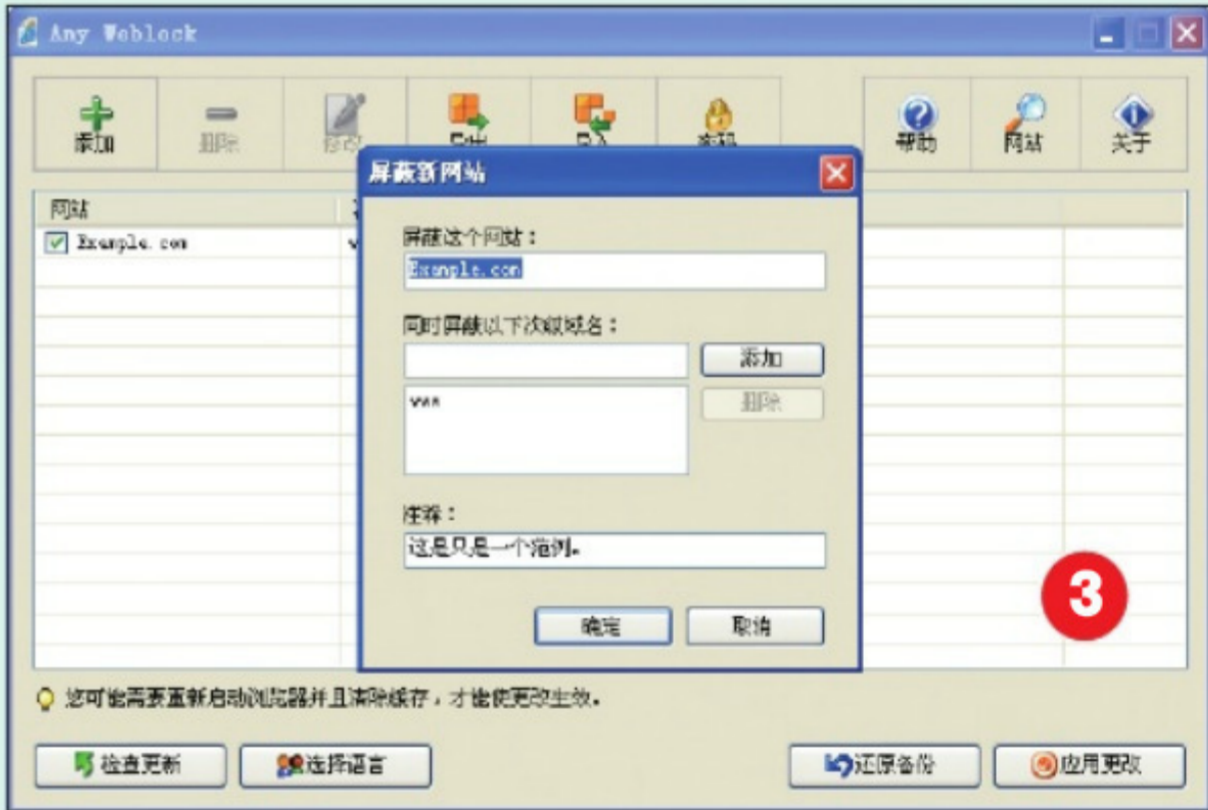 Any Weblock
添加
删除
修改
导出
导入
密码
帮助
网站
关于
屏蔽新网站
网站
Example.com
屏蔽这个网站：
Example.com
同时屏蔽以下次级域名：
添加
www
删除
注释：
这是只是一个范例。
3
确定
取消
您可能需要重新启动浏览器并且清除缓存，才能使更改生效。
检查更新
选择语言
还原备份
应用更改